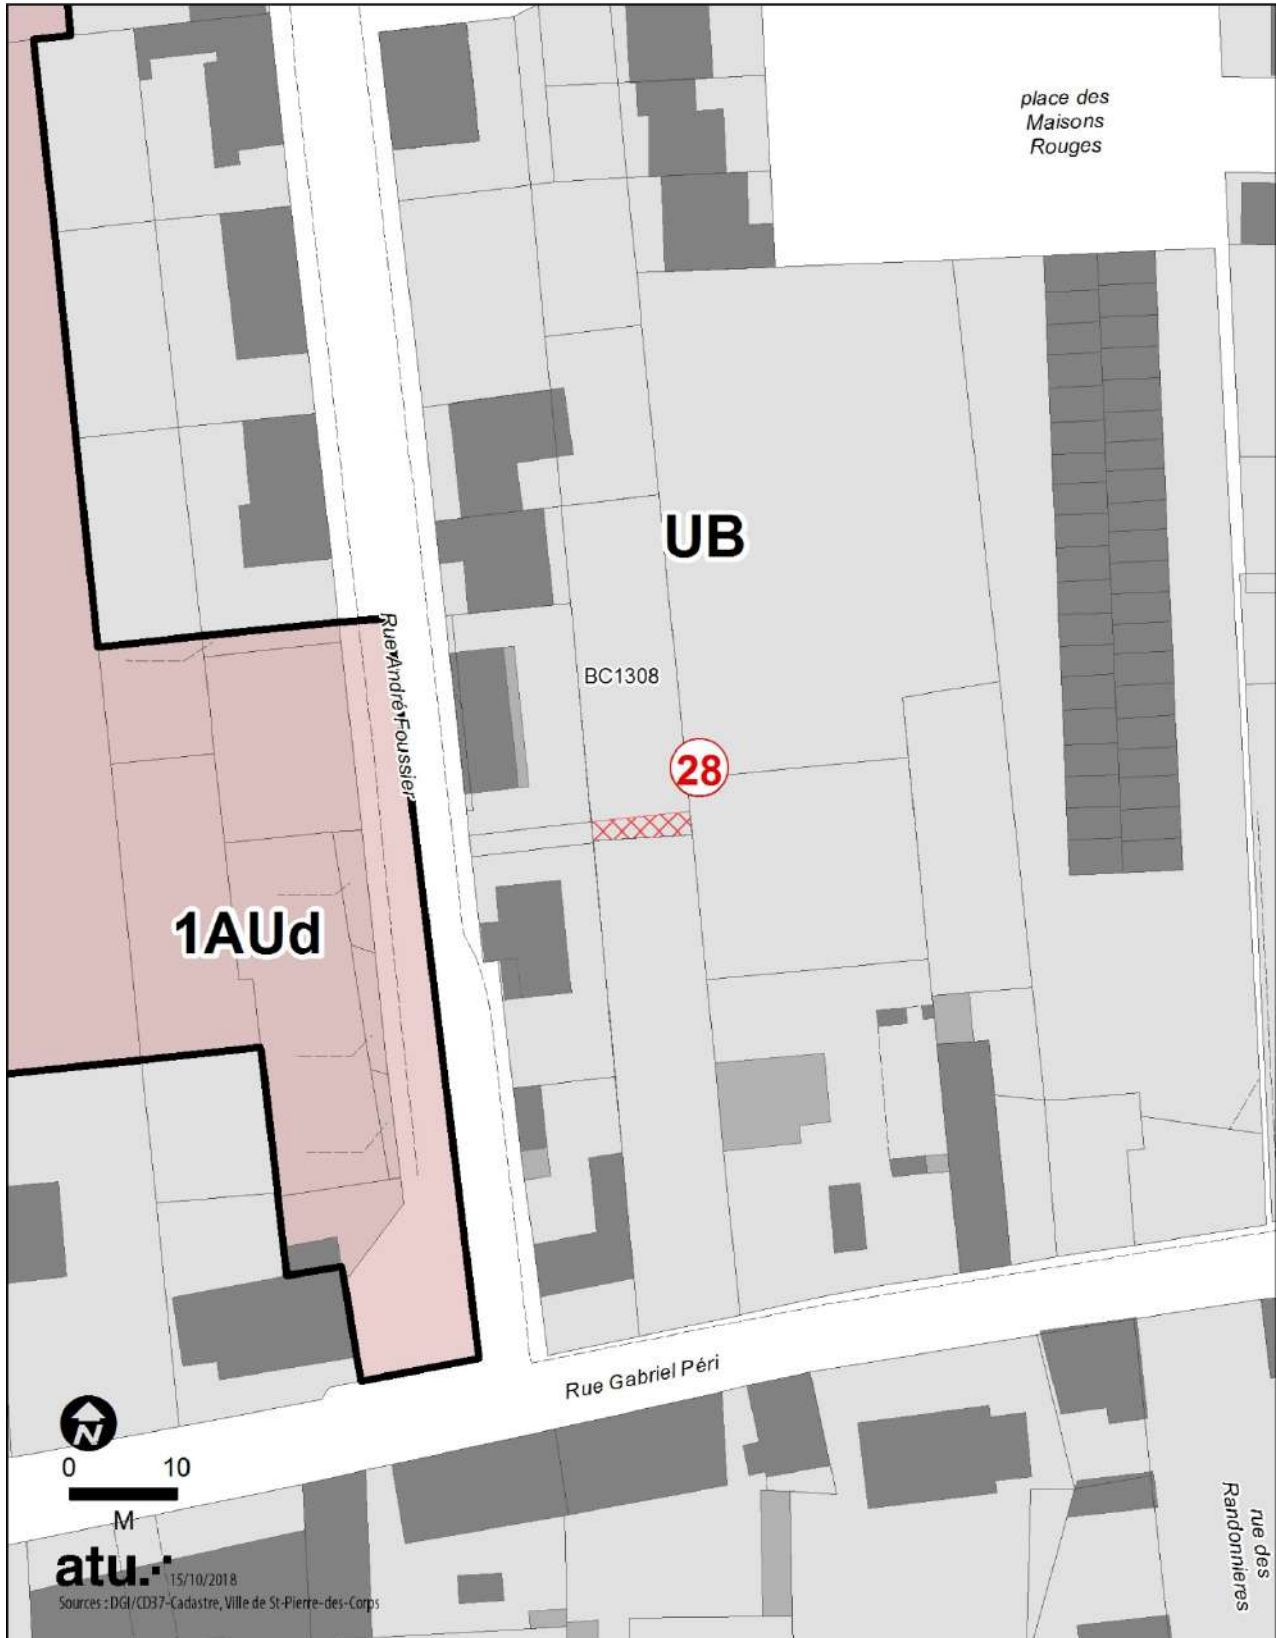 place des
Maisons
Rouges
UB
Rue André Foussier
BC1308
28
1AUd
Rue Gabriel Péri
N
0 10
M
rue des
Randonnieres
atu.
15/10/2018
Sources : DGI/CD37-Cadastre, Ville de St-Pierre-des-Corps